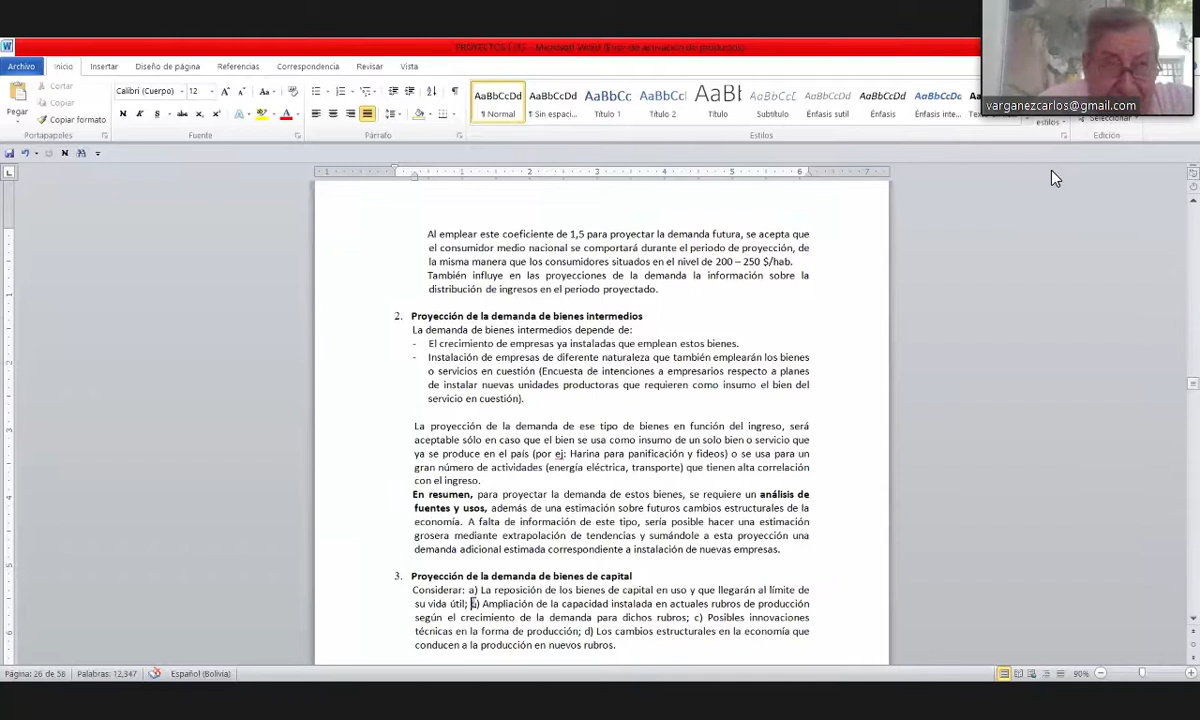 PROYECTOS I (1) - Microsoft Word (Error de activación de productos)
Archivo Inicio Insertar Diseño de página Referencias Correspondencia Revisar Vista
varganezcarlos@gmail.com
Pegar
Cortar
Copiar
Copiar formato
Calibri (Cuerpo) 12
N K S abc
AaBbCcDd AaBbCcDd AaBbCc AaBbCc AaBb AaBbCcDd AaBbCcDd AaBbCcDd AaBbCcDd
¶ Normal ¶ Sin espaci... Título 1 Título 2 Título Subtítulo Énfasis sutil Énfasis Énfasis inte...
estilos
Seleccionar
Portapapeles Fuente Párrafo Estilos Edición
1 1 2 3 4 5 6 7
Al emplear este coeficiente de 1,5 para proyectar la demanda futura, se acepta que
el consumidor medio nacional se comportará durante el periodo de proyección, de
la misma manera que los consumidores situados en el nivel de 200 – 250 $/hab.
También influye en las proyecciones de la demanda la información sobre la
distribución de ingresos en el periodo proyectado.
2. Proyección de la demanda de bienes intermedios
La demanda de bienes intermedios depende de:
- El crecimiento de empresas ya instaladas que emplean estos bienes.
- Instalación de empresas de diferente naturaleza que también emplearán los bienes
o servicios en cuestión (Encuesta de intenciones a empresarios respecto a planes
de instalar nuevas unidades productoras que requieren como insumo el bien del
servicio en cuestión).
La proyección de la demanda de ese tipo de bienes en función del ingreso, será
aceptable sólo en caso que el bien se usa como insumo de un solo bien o servicio que
ya se produce en el país (por ej: Harina para panificación y fideos) o se usa para un
gran número de actividades (energía eléctrica, transporte) que tienen alta correlación
con el ingreso.
En resumen, para proyectar la demanda de estos bienes, se requiere un análisis de
fuentes y usos, además de una estimación sobre futuros cambios estructurales de la
economía. A falta de información de este tipo, sería posible hacer una estimación
grosera mediante extrapolación de tendencias y sumándole a esta proyección una
demanda adicional estimada correspondiente a instalación de nuevas empresas.
3. Proyección de la demanda de bienes de capital
Considerar: a) La reposición de los bienes de capital en uso y que llegarán al límite de
su vida útil; b) Ampliación de la capacidad instalada en actuales rubros de producción
según el crecimiento de la demanda para dichos rubros; c) Posibles innovaciones
técnicas en la forma de producción; d) Los cambios estructurales en la economía que
conducen a la producción en nuevos rubros.
Página: 26 de 58 Palabras: 12,347 Español (Bolivia) 90%